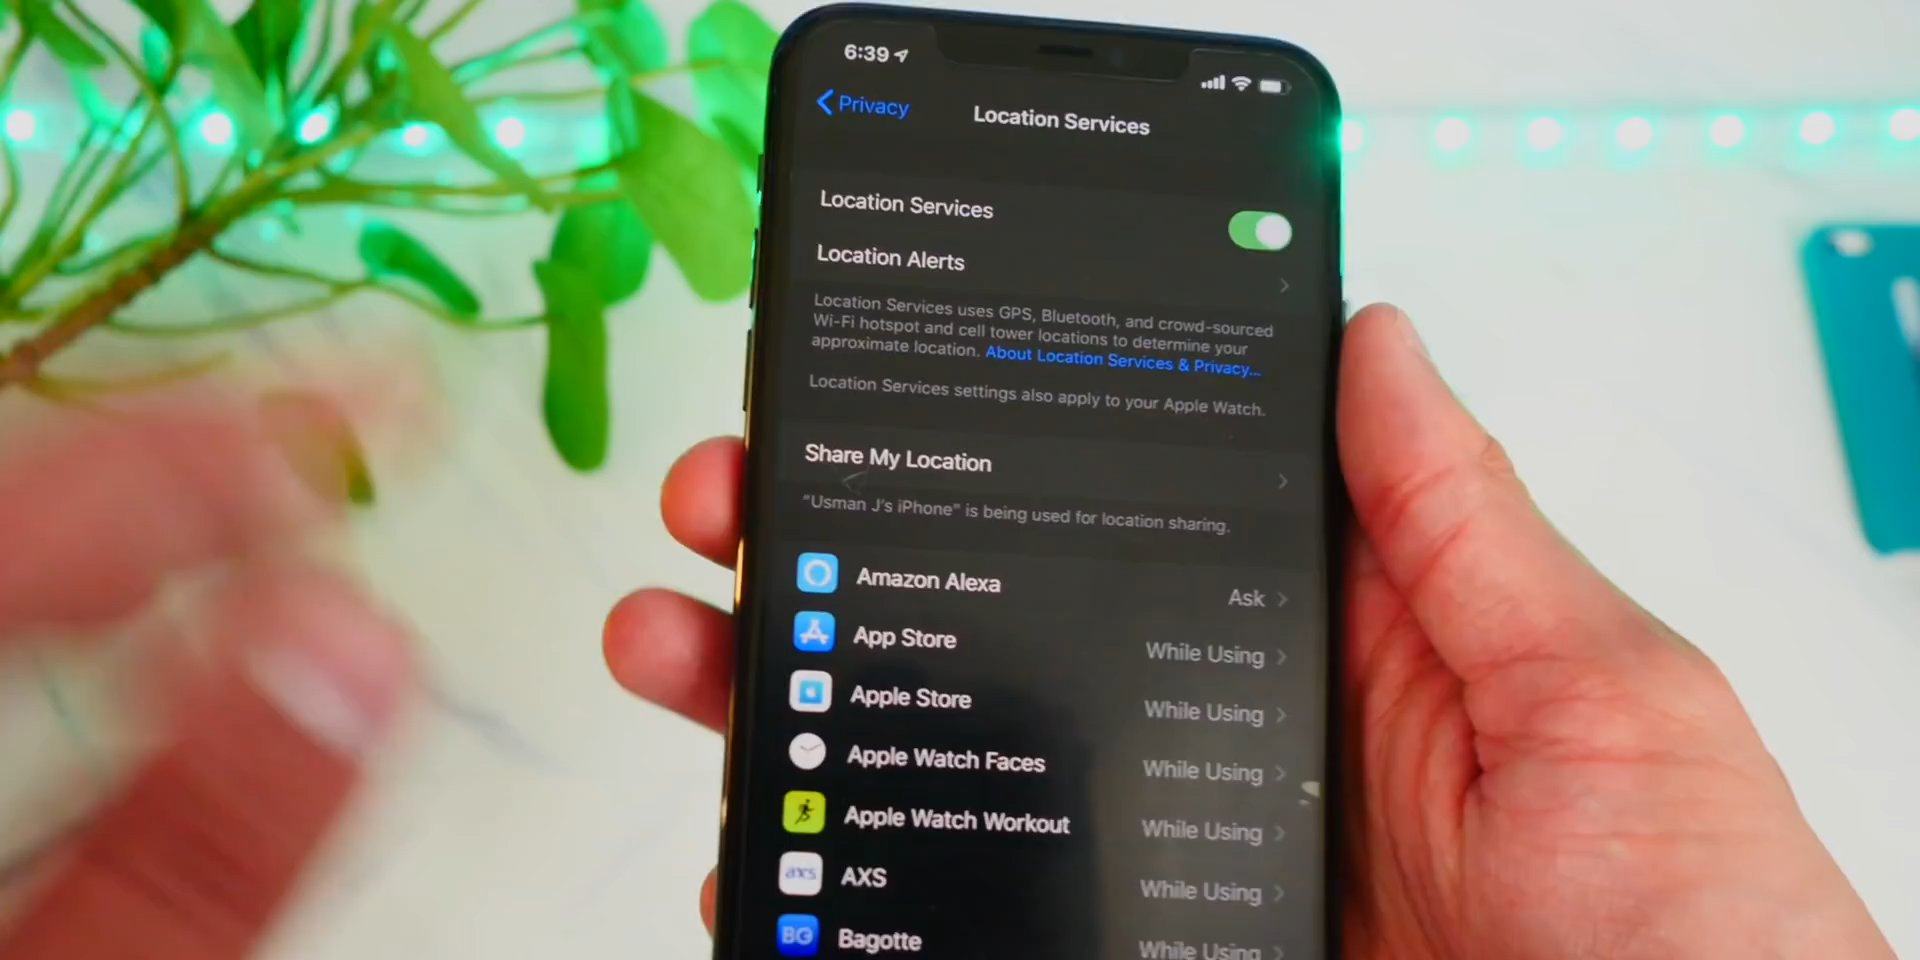 6:39
Privacy
Location Services
Location Services
Location Alerts
Location Services uses GPS, Bluetooth, and crowd-sourced
Wi-Fi hotspot and cell tower locations to determine your
approximate location. About Location Services & Privacy...
Location Services settings also apply to your Apple Watch.
Share My Location
"Usman J's iPhone" is being used for location sharing.
Amazon Alexa Ask
App Store While Using
Apple Store While Using
Apple Watch Faces While Using
Apple Watch Workout While Using
axs AXS While Using
BG Bagotte While Using